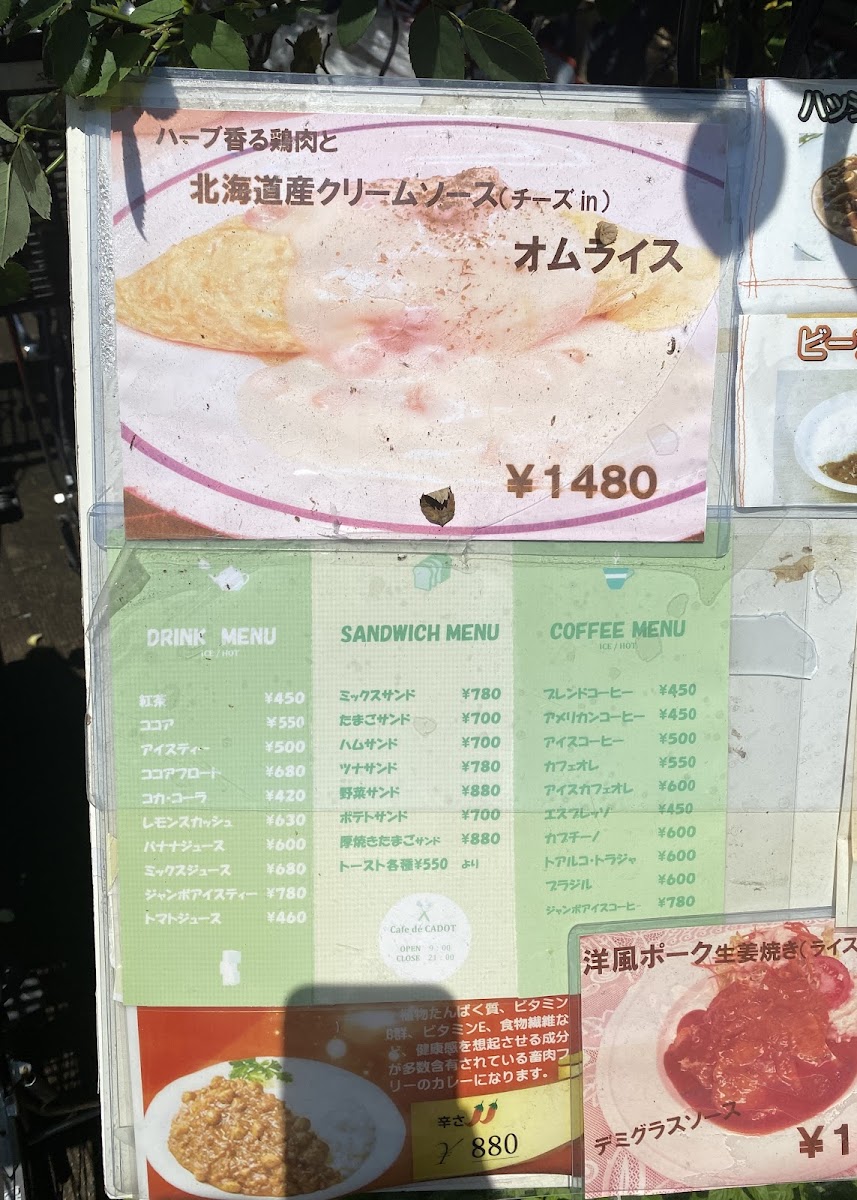 ハーブ香る鶏肉と
北海道産クリームソース(チーズin)
オムライス
¥1480
DRINK MENU
ICE / HOT
紅茶 ¥450
ココア ¥550
アイスティー ¥500
ココアフロート ¥680
コカ・コーラ ¥420
レモンスカッシュ ¥630
バナナジュース ¥600
ミックスジュース ¥680
ジャンボアイスティー ¥780
トマトジュース ¥460
SANDWICH MENU
ミックスサンド ¥780
たまごサンド ¥700
ハムサンド ¥700
ツナサンド ¥780
野菜サンド ¥880
ポテトサンド ¥700
厚焼きたまごサンド ¥880
トースト各種¥550 より
Cafe de CADOT
OPEN 9:00
CLOSE 21:00
COFFEE MENU
ICE / HOT
ブレンドコーヒー ¥450
アメリカンコーヒー ¥450
アイスコーヒー ¥500
カフェオレ ¥550
アイスカフェオレ ¥600
エスプレッソ ¥450
カプチーノ ¥600
トアルコ・トラジャ ¥600
ブラジル ¥600
ジャンボアイスコーヒー ¥780
植物たんぱく質、ビタミン
B群、ビタミンE、食物繊維な
ど、健康感を想起させる成分
が多数含有されている畜肉フ
リーのカレーになります。
辛さ
880
洋風ポーク生姜焼き(ライス
デミグラスソース
¥1
ハッシ
ビー